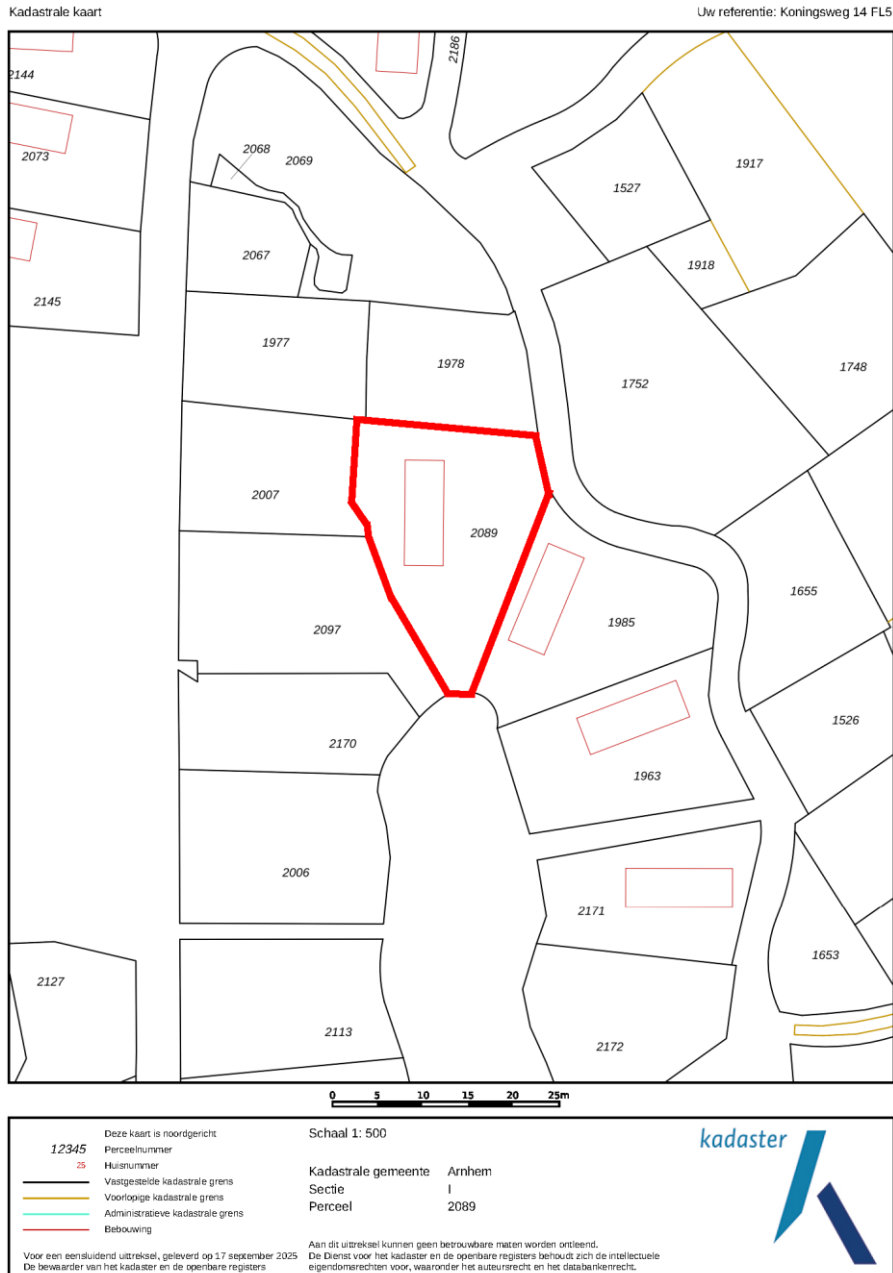 Kadastrale kaart
Uw referentie: Koningsweg 14 FL5
2144
2186
2073
2068
2069
1917
1527
2067
1918
2145
1977
1978
1748
1752
2007
2089
1655
2097
1985
1526
2170
1963
2006
2171
1653
2127
2113
2172
0 5 10 15 20 25m
Deze kaart is noordgericht
12345 Perceelnummer
25 Huisnummer
Vastgestelde kadastrale grens
Voorlopige kadastrale grens
Administratieve kadastrale grens
Bebouwing
Voor een eensluidend uittreksel, geleverd op 17 september 2025
De bewaarder van het kadaster en de openbare registers
Schaal 1: 500
Kadastrale gemeente Arnhem
Sectie I
Perceel 2089
Aan dit uittreksel kunnen geen betrouwbare maten worden ontleend.
De Dienst voor het kadaster en de openbare registers behoudt zich de intellectuele
eigendomsrechten voor, waaronder het auteursrecht en het databankenrecht.
kadaster